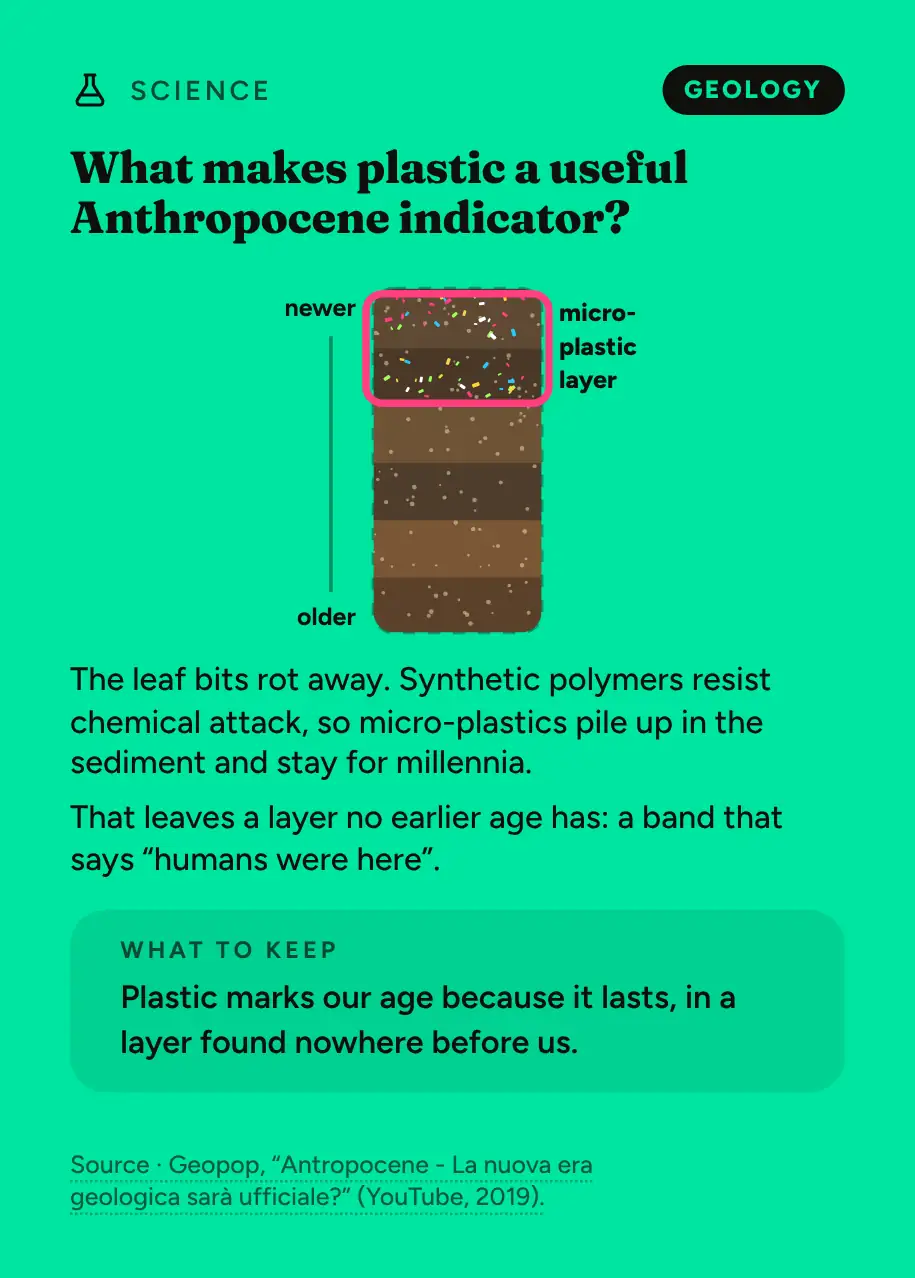 SCIENCE
GEOLOGY
What makes plastic a useful
Anthropocene indicator?
newer
micro-
plastic
layer
older
The leaf bits rot away. Synthetic polymers resist
chemical attack, so micro-plastics pile up in the
sediment and stay for millennia.
That leaves a layer no earlier age has: a band that
says “humans were here”.
WHAT TO KEEP
Plastic marks our age because it lasts, in a
layer found nowhere before us.
Source · Geopop, “Antropocene - La nuova era
geologica sarà ufficiale?” (YouTube, 2019).